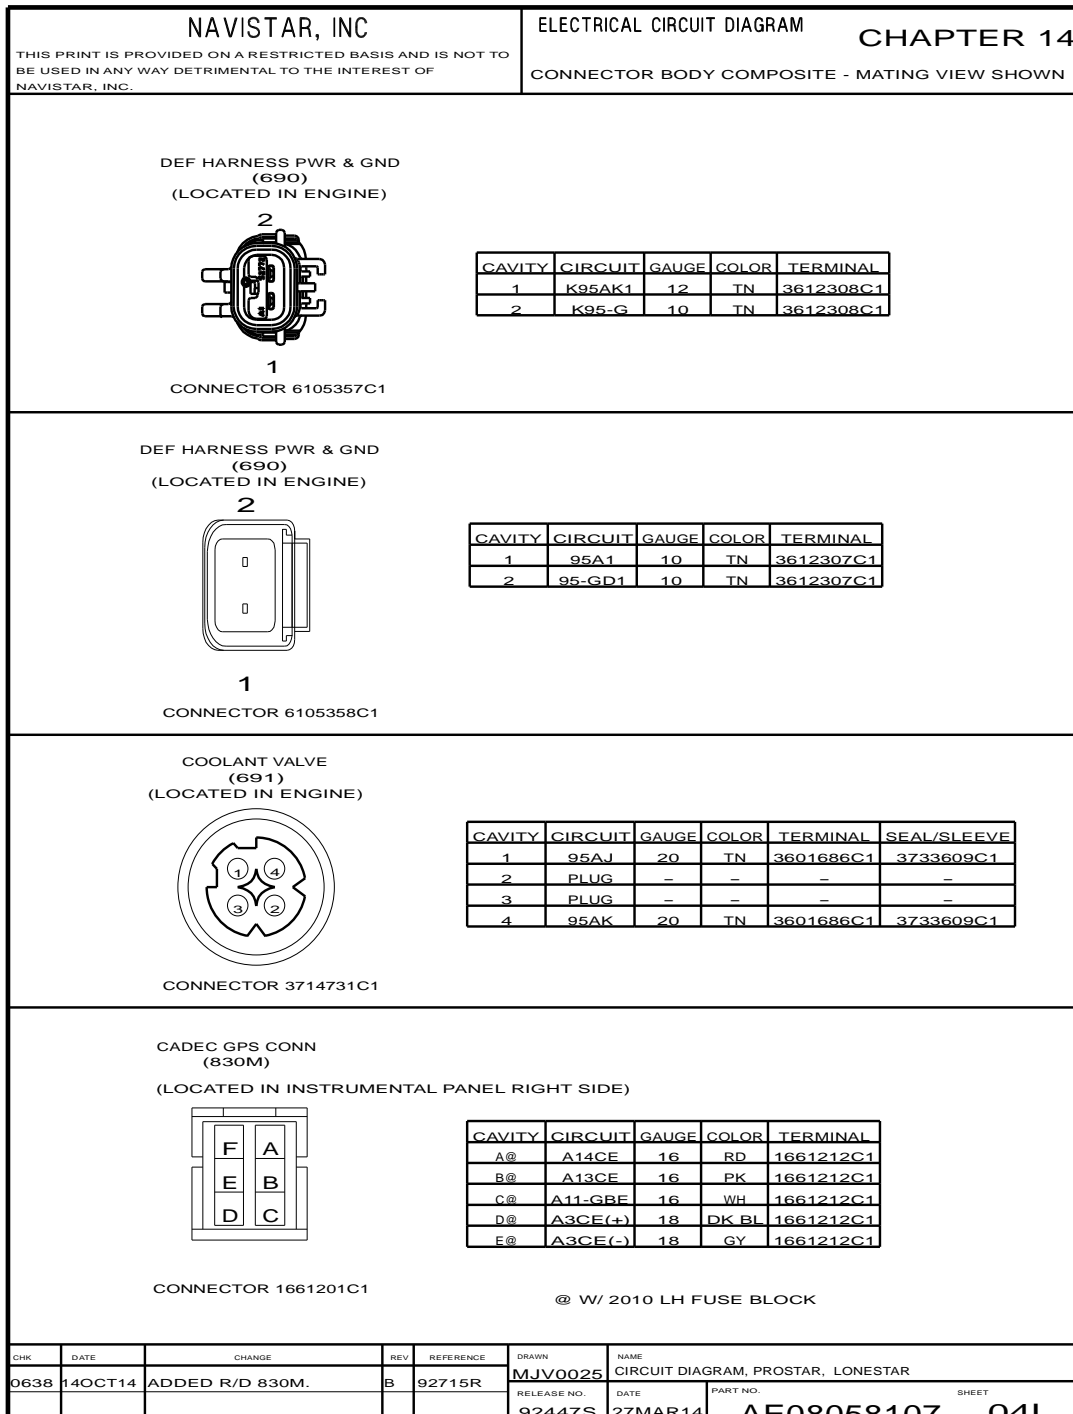 NAVISTAR, INC
THIS PRINT IS PROVIDED ON A RESTRICTED BASIS AND IS NOT TO
BE USED IN ANY WAY DETRIMENTAL TO THE INTEREST OF
NAVISTAR, INC.
ELECTRICAL CIRCUIT DIAGRAM
CHAPTER 14
CONNECTOR BODY COMPOSITE - MATING VIEW SHOWN
DEF HARNESS PWR & GND
(690)
(LOCATED IN ENGINE)
2
1
CONNECTOR 6105357C1
CAVITY CIRCUIT GAUGE COLOR TERMINAL
1 K95AK1 12 TN 3612308C1
2 K95-G 10 TN 3612308C1
DEF HARNESS PWR & GND
(690)
(LOCATED IN ENGINE)
2
1
CONNECTOR 6105358C1
CAVITY CIRCUIT GAUGE COLOR TERMINAL
1 95A1 10 TN 3612307C1
2 95-GD1 10 TN 3612307C1
COOLANT VALVE
(691)
(LOCATED IN ENGINE)
1 4
3 2
CONNECTOR 3714731C1
CAVITY CIRCUIT GAUGE COLOR TERMINAL SEAL/SLEEVE
1 95AJ 20 TN 3601686C1 3733609C1
2 PLUG – – – –
3 PLUG – – – –
4 95AK 20 TN 3601686C1 3733609C1
CADEC GPS CONN
(830M)
(LOCATED IN INSTRUMENTAL PANEL RIGHT SIDE)
F A
E B
D C
CONNECTOR 1661201C1
CAVITY CIRCUIT GAUGE COLOR TERMINAL
A@ A14CE 16 RD 1661212C1
B@ A13CE 16 PK 1661212C1
C@ A11-GBE 16 WH 1661212C1
D@ A3CE(+) 18 DK BL 1661212C1
E@ A3CE(-) 18 GY 1661212C1
@ W/ 2010 LH FUSE BLOCK
CHK DATE CHANGE REV REFERENCE
0638 14OCT14 ADDED R/D 830M. B 92715R
DRAWN
MJV0025
NAME
CIRCUIT DIAGRAM, PROSTAR, LONESTAR
RELEASE NO.
92447S
DATE
27MAR14
PART NO.
AE08058107
SHEET
04L